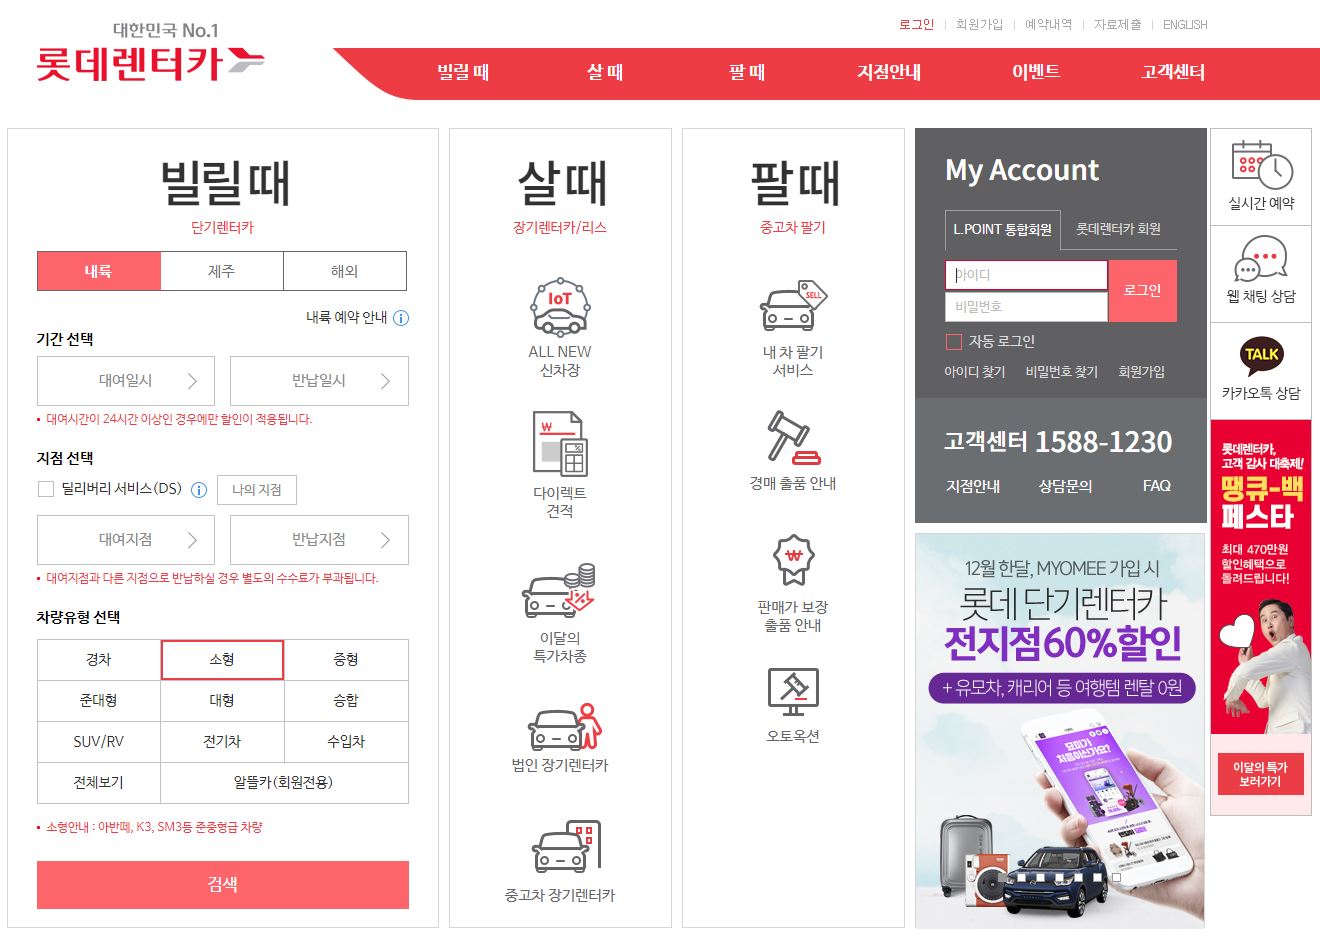 대한민국 No.1
롯데렌터카
로그인
회원가입
예약내역
자료제출
ENGLISH
빌릴 때
살 때
팔 때
지점안내
이벤트
고객센터
빌릴 때
단기렌터카
내륙
제주
해외
내륙 예약 안내
기간 선택
대여일시
반납일시
대여시간이 24시간 이상인 경우에만 할인이 적용됩니다.
지점 선택
딜리버리 서비스(DS)
나의 지점
대여지점
반납지점
대여지점과 다른 지점으로 반납하실 경우 별도의 수수료가 부과됩니다.
차량유형 선택
경차
소형
중형
준대형
대형
승합
SUV/RV
전기차
수입차
전체보기
알뜰카(회원전용)
소형안내 : 아반떼, K3, SM3등 준중형급 차량
검색
살 때
장기렌터카/리스
IoT
ALL NEW
신차장
₩
다이렉트
견적
%
이달의
특가차종
법인 장기렌터카
중고차 장기렌터카
팔 때
중고차 팔기
SELL
내 차 팔기
서비스
경매 출품 안내
₩
판매가 보장
출품 안내
오토옥션
My Account
L.POINT 통합회원
롯데렌터카 회원
아이디
비밀번호
로그인
자동 로그인
아이디 찾기
비밀번호 찾기
회원가입
고객센터 1588-1230
지점안내
상담문의
FAQ
12월 한달, MYOMEE 가입 시
롯데 단기렌터카
전지점60%할인
+ 유모차, 캐리어 등 여행템 렌탈 0원
묘미가
처음이신가요?
실시간 예약
웹 채팅 상담
TALK
카카오톡 상담
롯데렌터카,
고객 감사 대축제!
땡큐-백
페스타
최대 470만원
할인혜택으로
돌려드립니다!
이달의 특가
보러가기